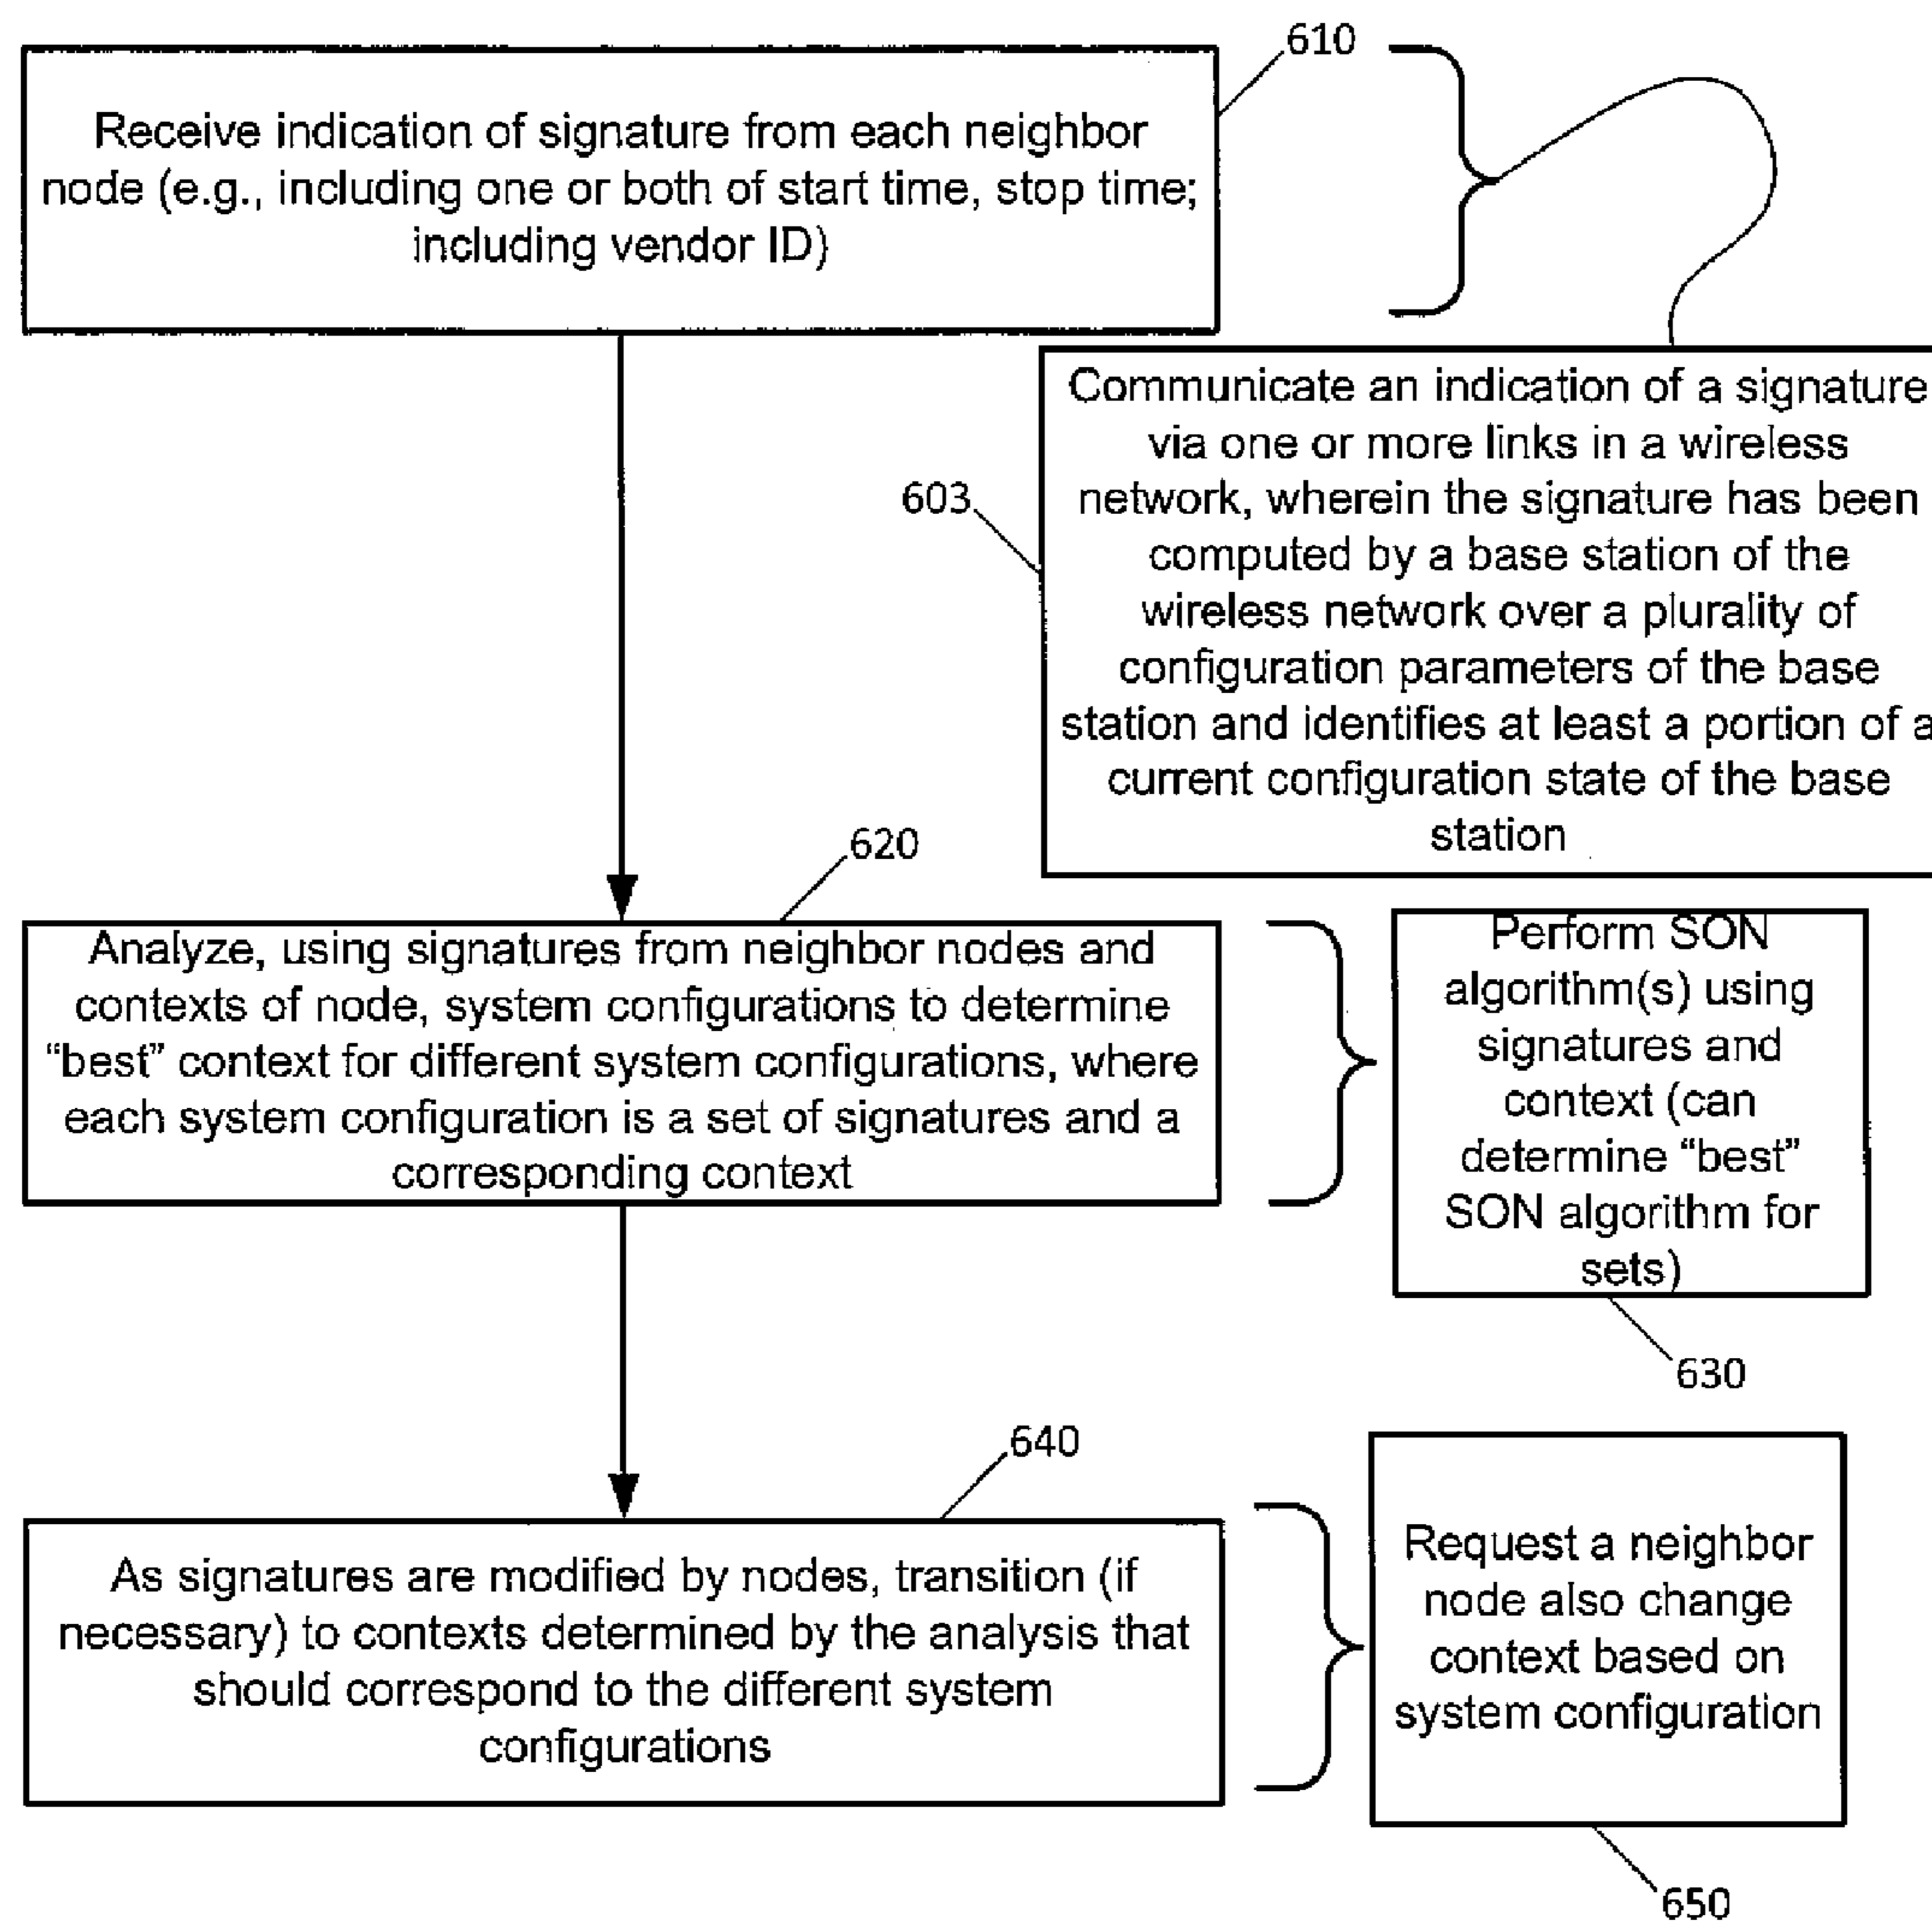 610
Receive indication of signature from each neighbor
node (e.g., including one or both of start time, stop time;
including vendor ID)
603
Communicate an indication of a signature
via one or more links in a wireless
network, wherein the signature has been
computed by a base station of the
wireless network over a plurality of
configuration parameters of the base
station and identifies at least a portion of a
current configuration state of the base
station
620
Analyze, using signatures from neighbor nodes and
contexts of node, system configurations to determine
“best” context for different system configurations, where
each system configuration is a set of signatures and a
corresponding context
Perform SON
algorithm(s) using
signatures and
context (can
determine “best”
SON algorithm for
sets)
630
640
As signatures are modified by nodes, transition (if
necessary) to contexts determined by the analysis that
should correspond to the different system
configurations
Request a neighbor
node also change
context based on
system configuration
650